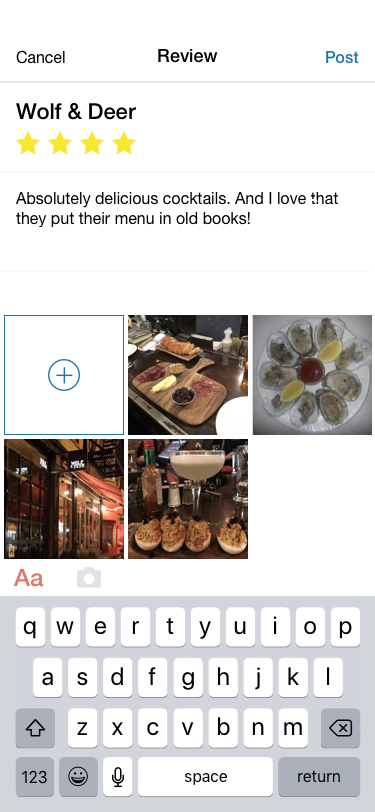 Cancel Review Post
Wolf & Deer
Absolutely delicious cocktails. And I love that
they put their menu in old books!
Aa
q w e r t y u i o p
a s d f g h j k l
z x c v b n m
123 space return